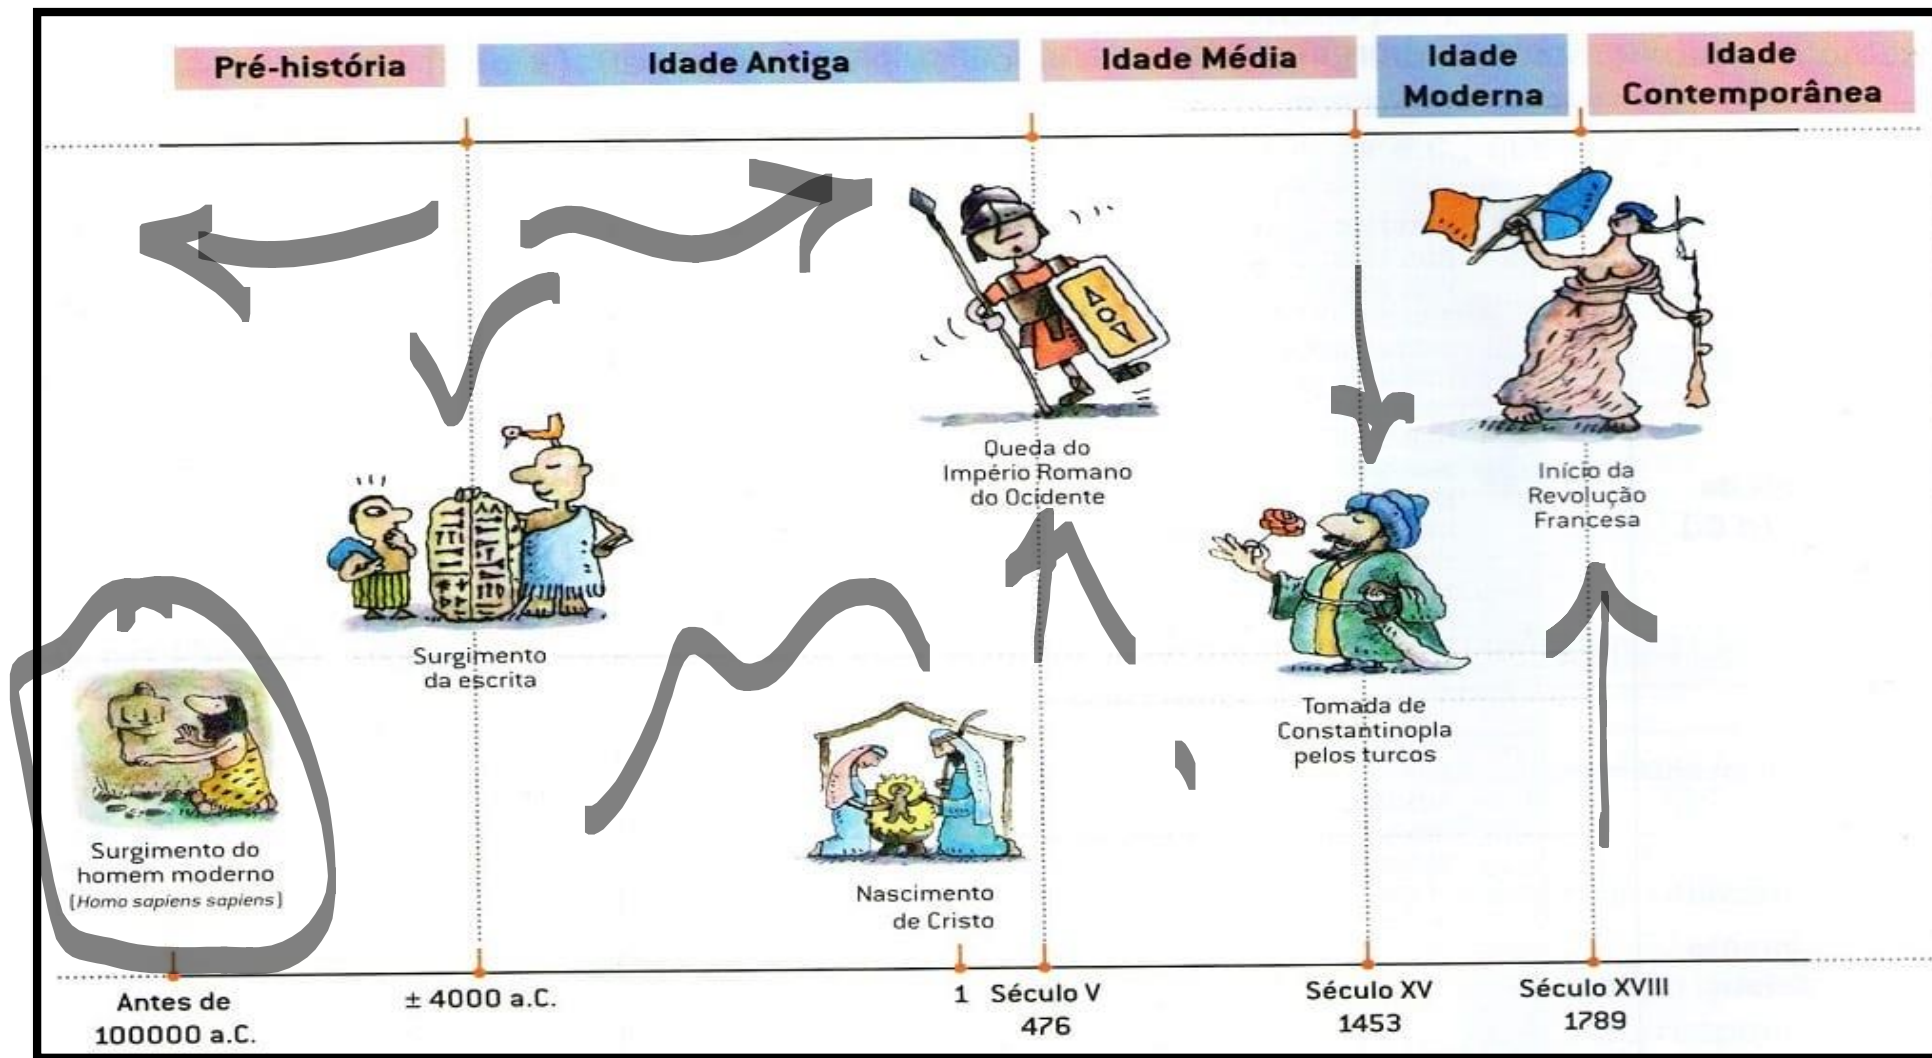 Pré-história
Idade Antiga
Idade Média
Idade
Moderna
Idade
Contemporânea
Queda do
Império Romano
do Ocidente
Início da
Revolução
Francesa
Surgimento
da escrita
Tomada de
Constantinopla
pelos turcos
Surgimento do
homem moderno
(Homo sapiens sapiens)
Nascimento
de Cristo
Antes de
100000 a.C.
± 4000 a.C.
1
Século V
476
Século XV
1453
Século XVIII
1789